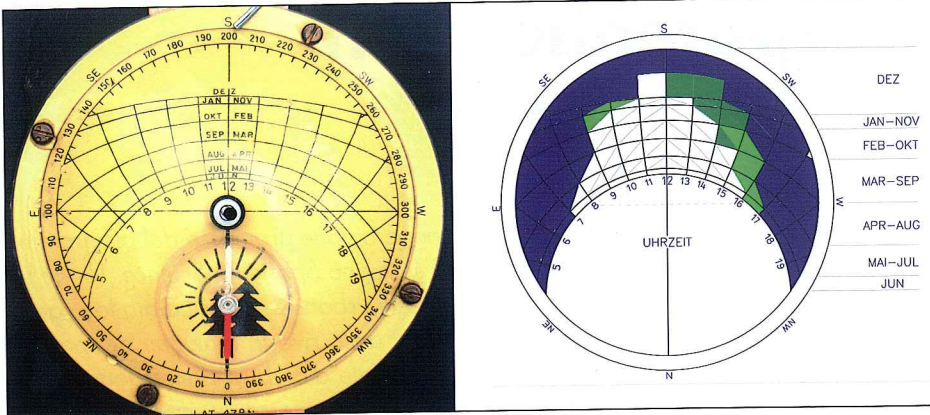 S
190 200 210
180 220
170 230
160 240
150 250
140 260
130 270
120 280
110 290
100 300
90 310
80 320
70 330
60 340
50 350
40 360
30 370
20 380
10 0 390
SE
SW
E
W
NE
NW
N
DEZ
JAN NOV
OKT FEB
SEP MAR
AUG APR
JUL MAI
JUN
5 6 7 8 9 10 11 12 13 14 15 16 17 18 19
N
LAT 47°N
S
SE
SW
E
W
NE
NW
N
5 6 7 8 9 10 11 12 13 14 15 16 17 18 19
UHRZEIT
DEZ
JAN–NOV
FEB–OKT
MAR–SEP
APR–AUG
MAI–JUL
JUN